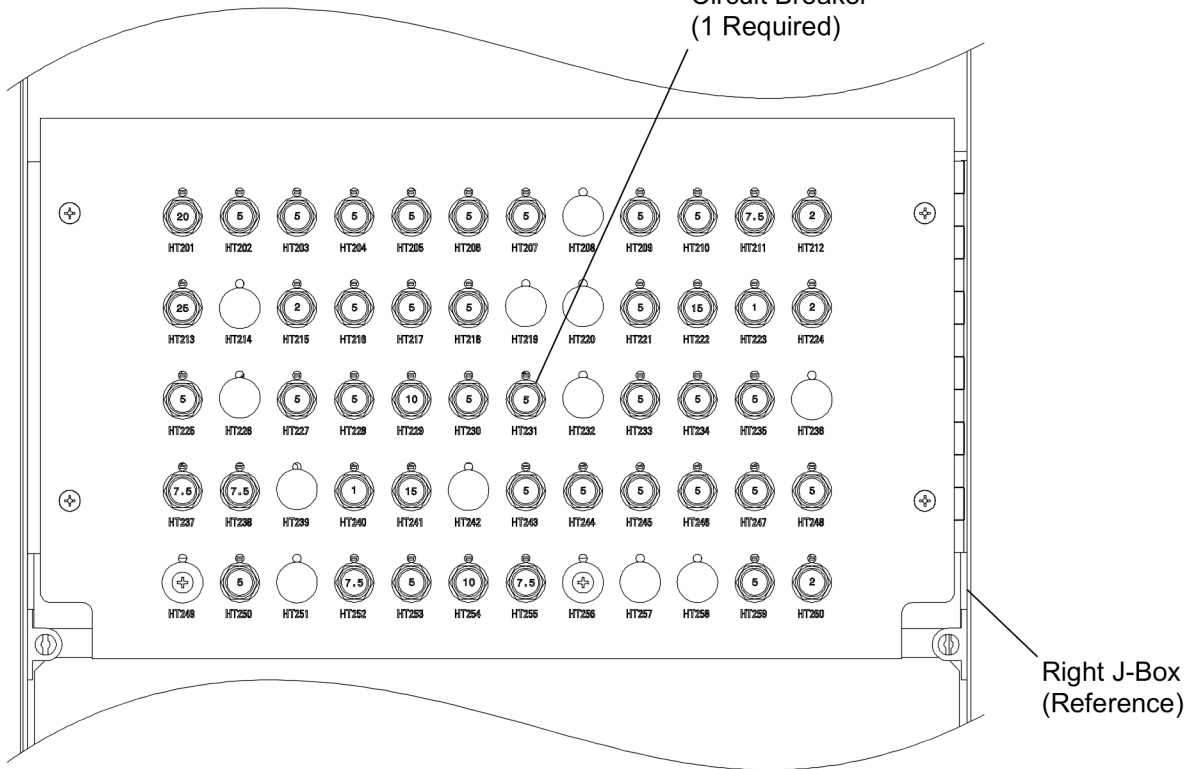 Circuit Breaker
(1 Required)
20 5 5 5 5 5 5 5 5 7.5 2
HT201 HT202 HT203 HT204 HT205 HT206 HT207 HT208 HT209 HT210 HT211 HT212
25 2 5 5 5 5 15 1 2
HT213 HT214 HT215 HT216 HT217 HT218 HT219 HT220 HT221 HT222 HT223 HT224
5 5 5 10 5 5 5 5 5
HT225 HT226 HT227 HT228 HT229 HT230 HT231 HT232 HT233 HT234 HT235 HT236
7.5 7.5 1 15 5 5 5 5 5 5
HT237 HT238 HT239 HT240 HT241 HT242 HT243 HT244 HT245 HT246 HT247 HT248
5 7.5 5 10 7.5 5 2
HT249 HT250 HT251 HT252 HT253 HT254 HT255 HT256 HT257 HT258 HT259 HT260
Right J-Box
(Reference)